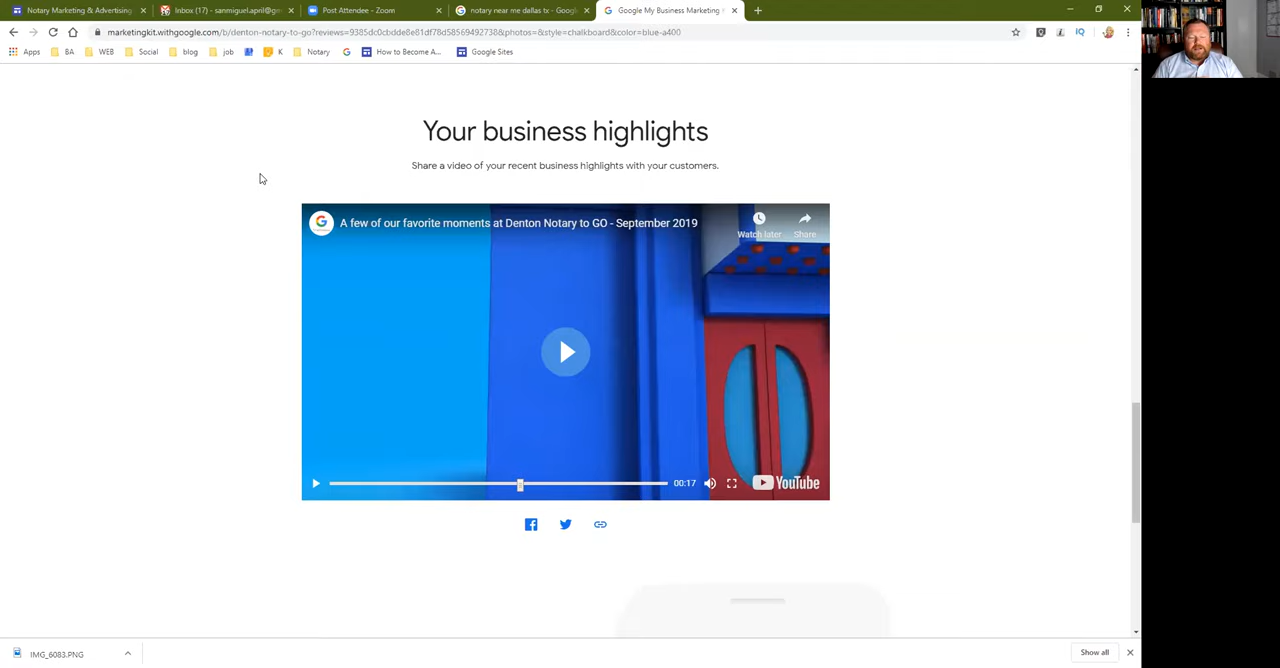 Notary Marketing & Advertising
Inbox (17) - sanmiguel.april@gm
Post Attendee - Zoom
notary near me dallas tx - Googl
Google My Business Marketing
marketingkit.withgoogle.com/b/denton-notary-to-go?reviews=9385dc0cbdde8e81df78d58569492738&photos=&style=chalkboard&color=blue-a400
Apps BA WEB Social blog job K Notary How to Become A... Google Sites
Your business highlights
Share a video of your recent business highlights with your customers.
A few of our favorite moments at Denton Notary to GO - September 2019
Watch later
Share
00:17
YouTube
IMG_6083.PNG
Show all